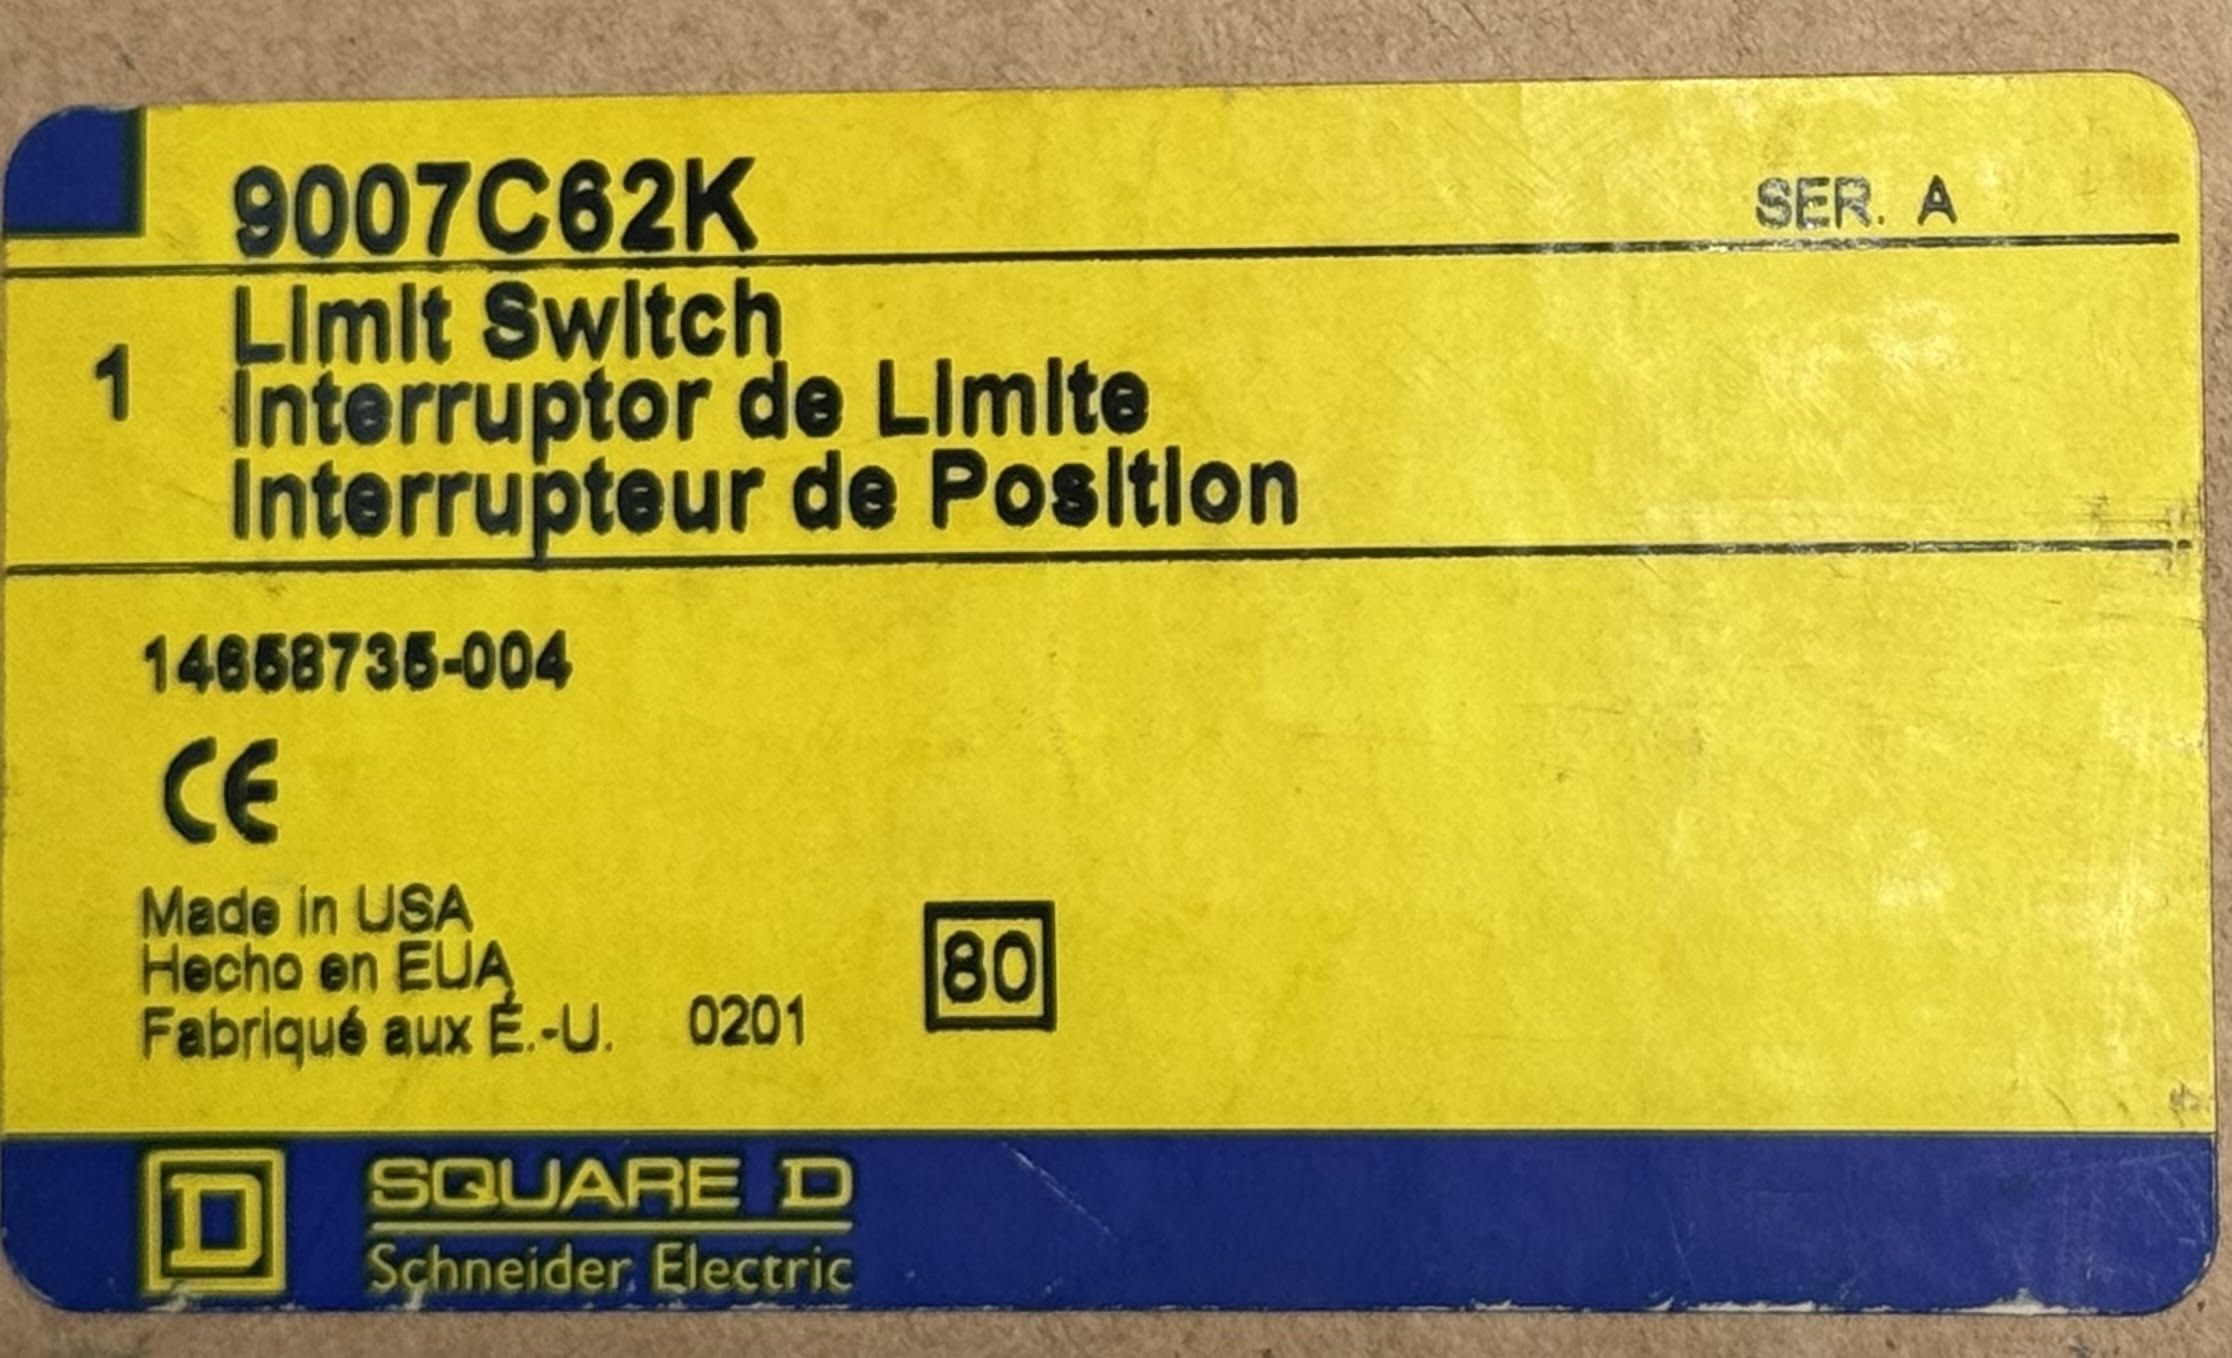 9007C62K SER. A
1 Limit Switch
Interruptor de Limite
Interrupteur de Position
14658735-004
CE
Made in USA
Hecho en EUA
Fabriqué aux É.-U. 0201 80
D SQUARE D
Schneider Electric